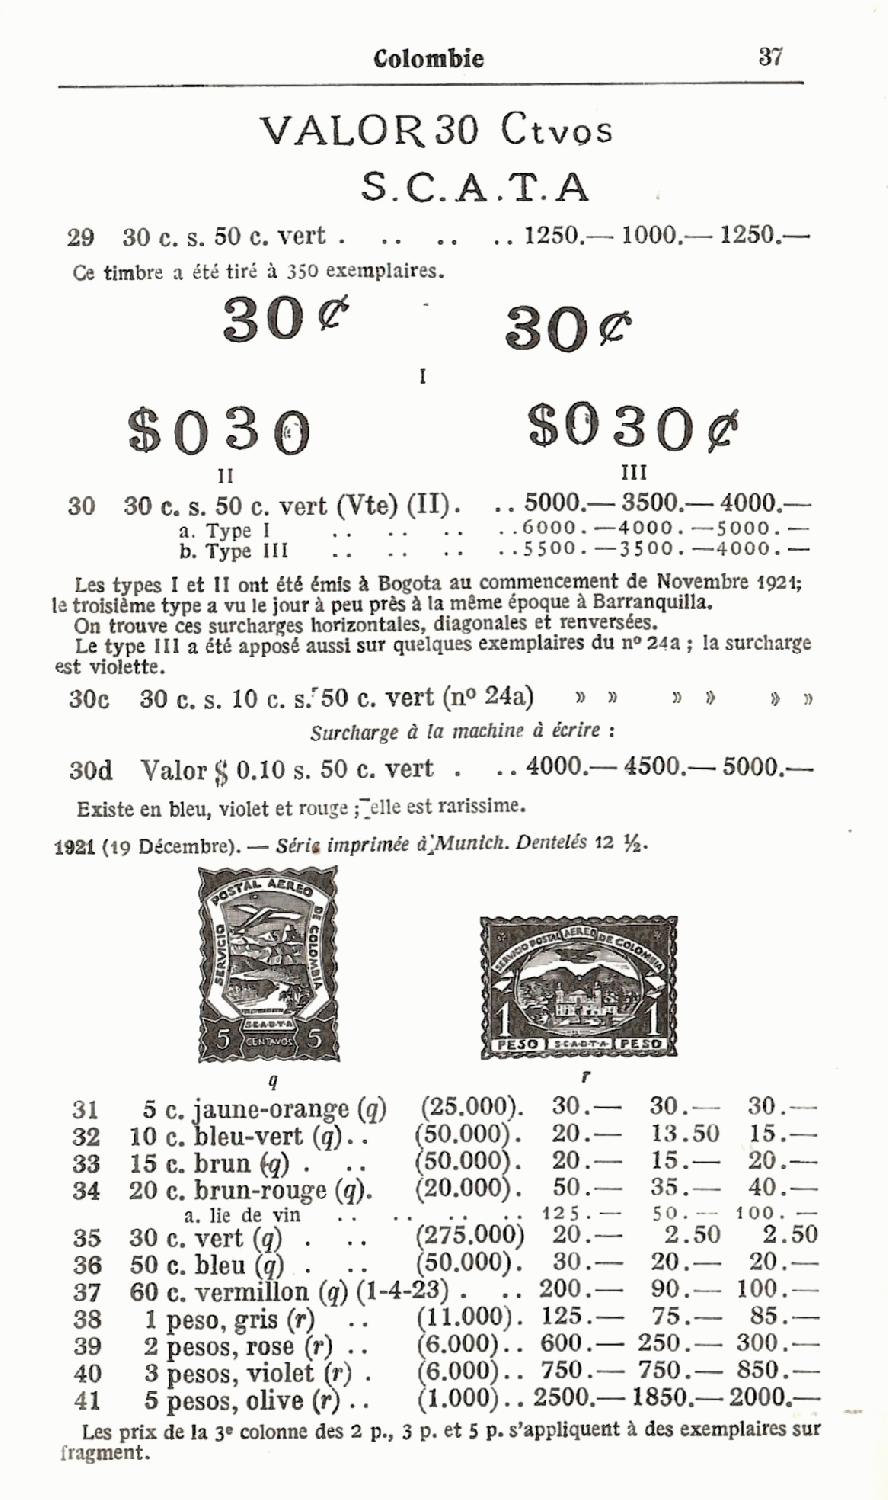 Colombie 37
VALOR 30 Ctvos
S.C.A.T.A
29 30 c. s. 50 c. vert . .. .. .. 1250.— 1000.— 1250.—
Ce timbre a été tiré à 350 exemplaires.
30 ¢ 30 ¢
I
$ 0 3 0 $ 0 3 0 ¢
II III
30 30 c. s. 50 c. vert (Vte) (II). .. 5000.— 3500.— 4000.—
a. Type I .. .. .. ..6000.—4000.—5000.—
b. Type III .. .. .. ..5500.—3500.—4000.—
Les types I et II ont été émis à Bogota au commencement de Novembre 1921;
le troisième type a vu le jour à peu près à la même époque à Barranquilla.
On trouve ces surcharges horizontales, diagonales et renversées.
Le type III a été apposé aussi sur quelques exemplaires du nº 24a ; la surcharge
est violette.
30c 30 c. s. 10 c. s. 50 c. vert (nº 24a) » » » » » »
Surcharge à la machine à écrire :
30d Valor $ 0.10 s. 50 c. vert . .. 4000.— 4500.— 5000.—
Existe en bleu, violet et rouge ; elle est rarissime.
1921 (19 Décembre). — Série imprimée à Munich. Dentelés 12 ½.
SERVICIO POSTAL AEREO DE COLOMBIA
SERVICIO POSTAL AEREO DE COLOMBIA
SCADTA
5 CENTAVOS 5
1 1
PESO SCADTA PESO
q r
31 5 c. jaune-orange (q) (25.000). 30.— 30.— 30.—
32 10 c. bleu-vert (q).. (50.000). 20.— 13.50 15.—
33 15 c. brun (q) . .. (50.000). 20.— 15.— 20.—
34 20 c. brun-rouge (q). (20.000). 50.— 35.— 40.—
a. lie de vin .. .. .. .. 125.— 50.— 100.—
35 30 c. vert (q) . .. (275.000) 20.— 2.50 2.50
36 50 c. bleu (q) . .. (50.000). 30.— 20.— 20.—
37 60 c. vermillon (q) (1-4-23) . .. 200.— 90.— 100.—
38 1 peso, gris (r) .. (11.000). 125.— 75.— 85.—
39 2 pesos, rose (r) .. (6.000).. 600.— 250.— 300.—
40 3 pesos, violet (r) . (6.000).. 750.— 750.— 850.—
41 5 pesos, olive (r) .. (1.000).. 2500.— 1850.— 2000.—
Les prix de la 3e colonne des 2 p., 3 p. et 5 p. s'appliquent à des exemplaires sur
fragment.